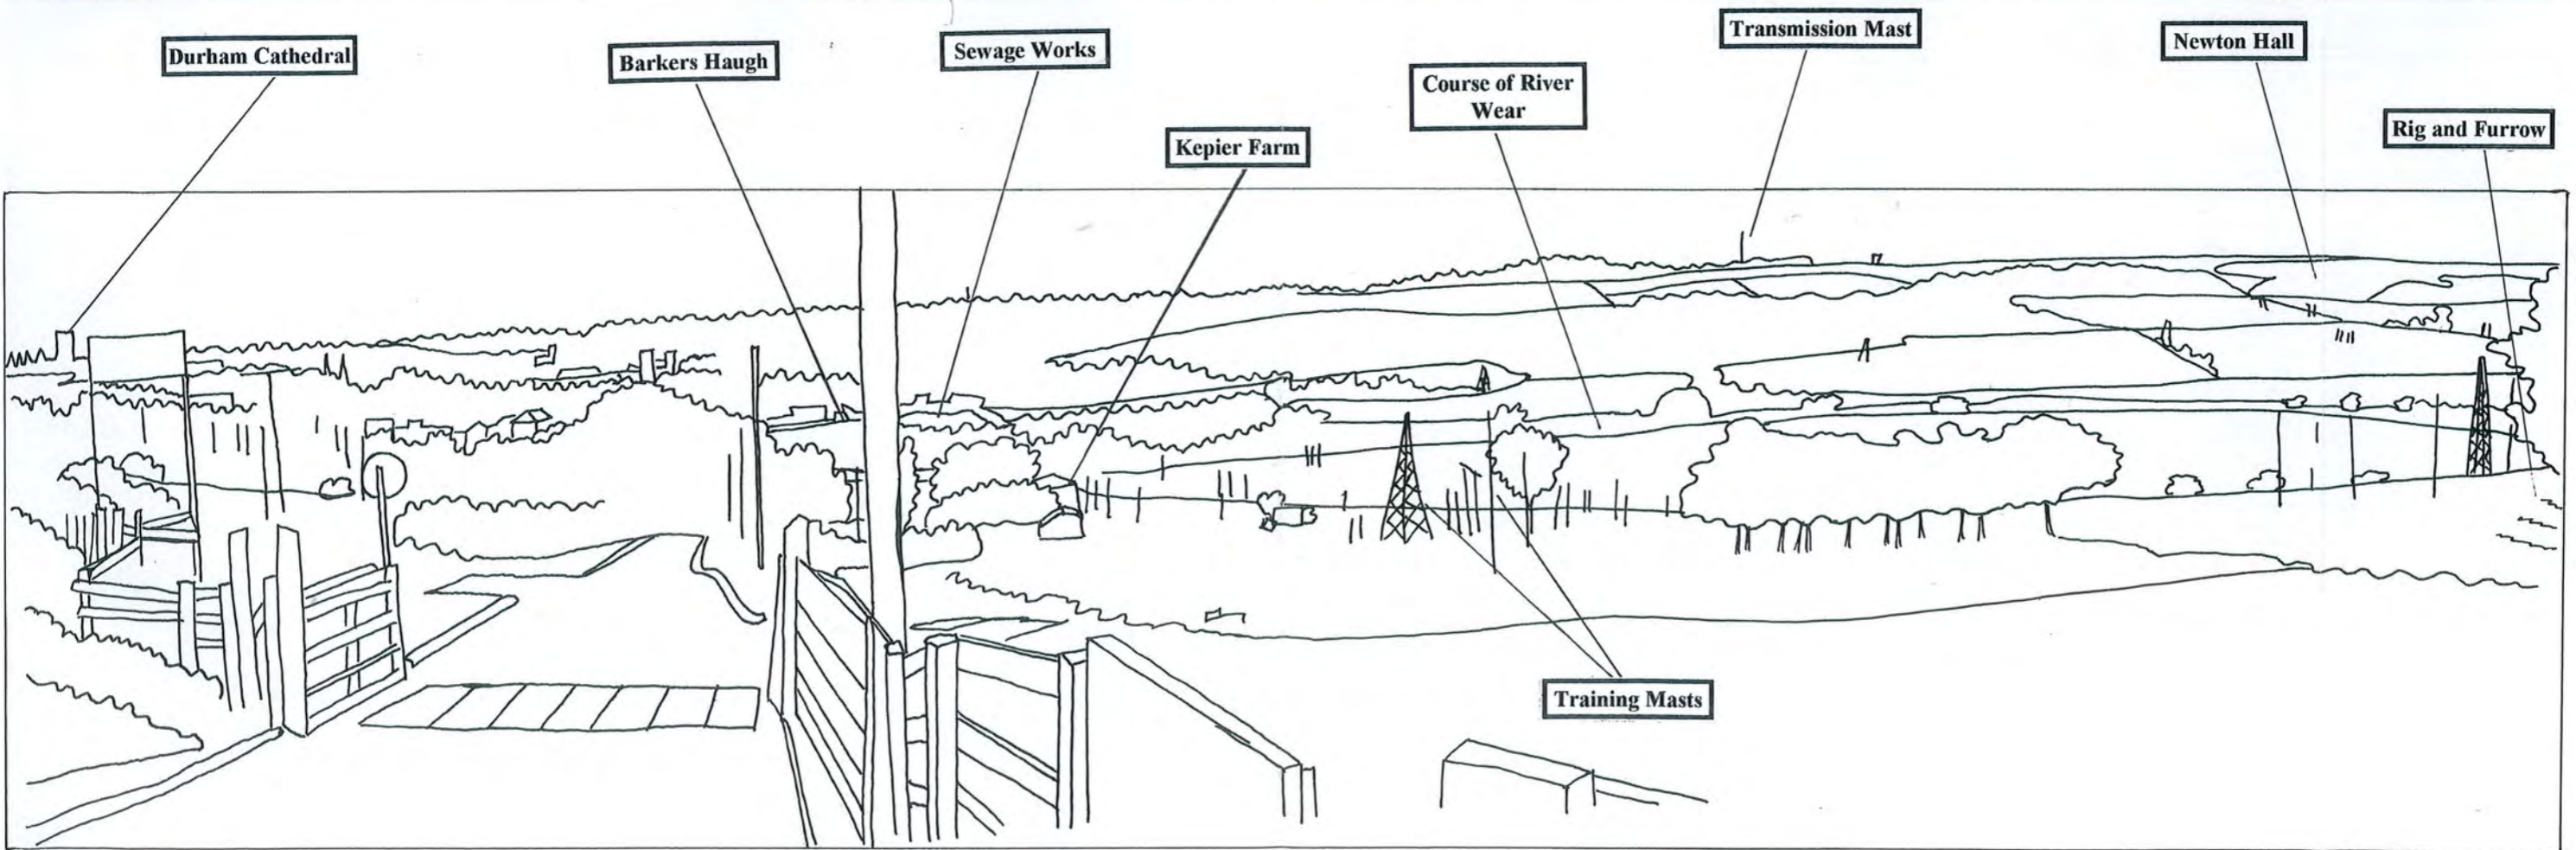 Durham Cathedral
Barkers Haugh
Sewage Works
Kepier Farm
Course of River
Wear
Transmission Mast
Newton Hall
Rig and Furrow
Training Masts